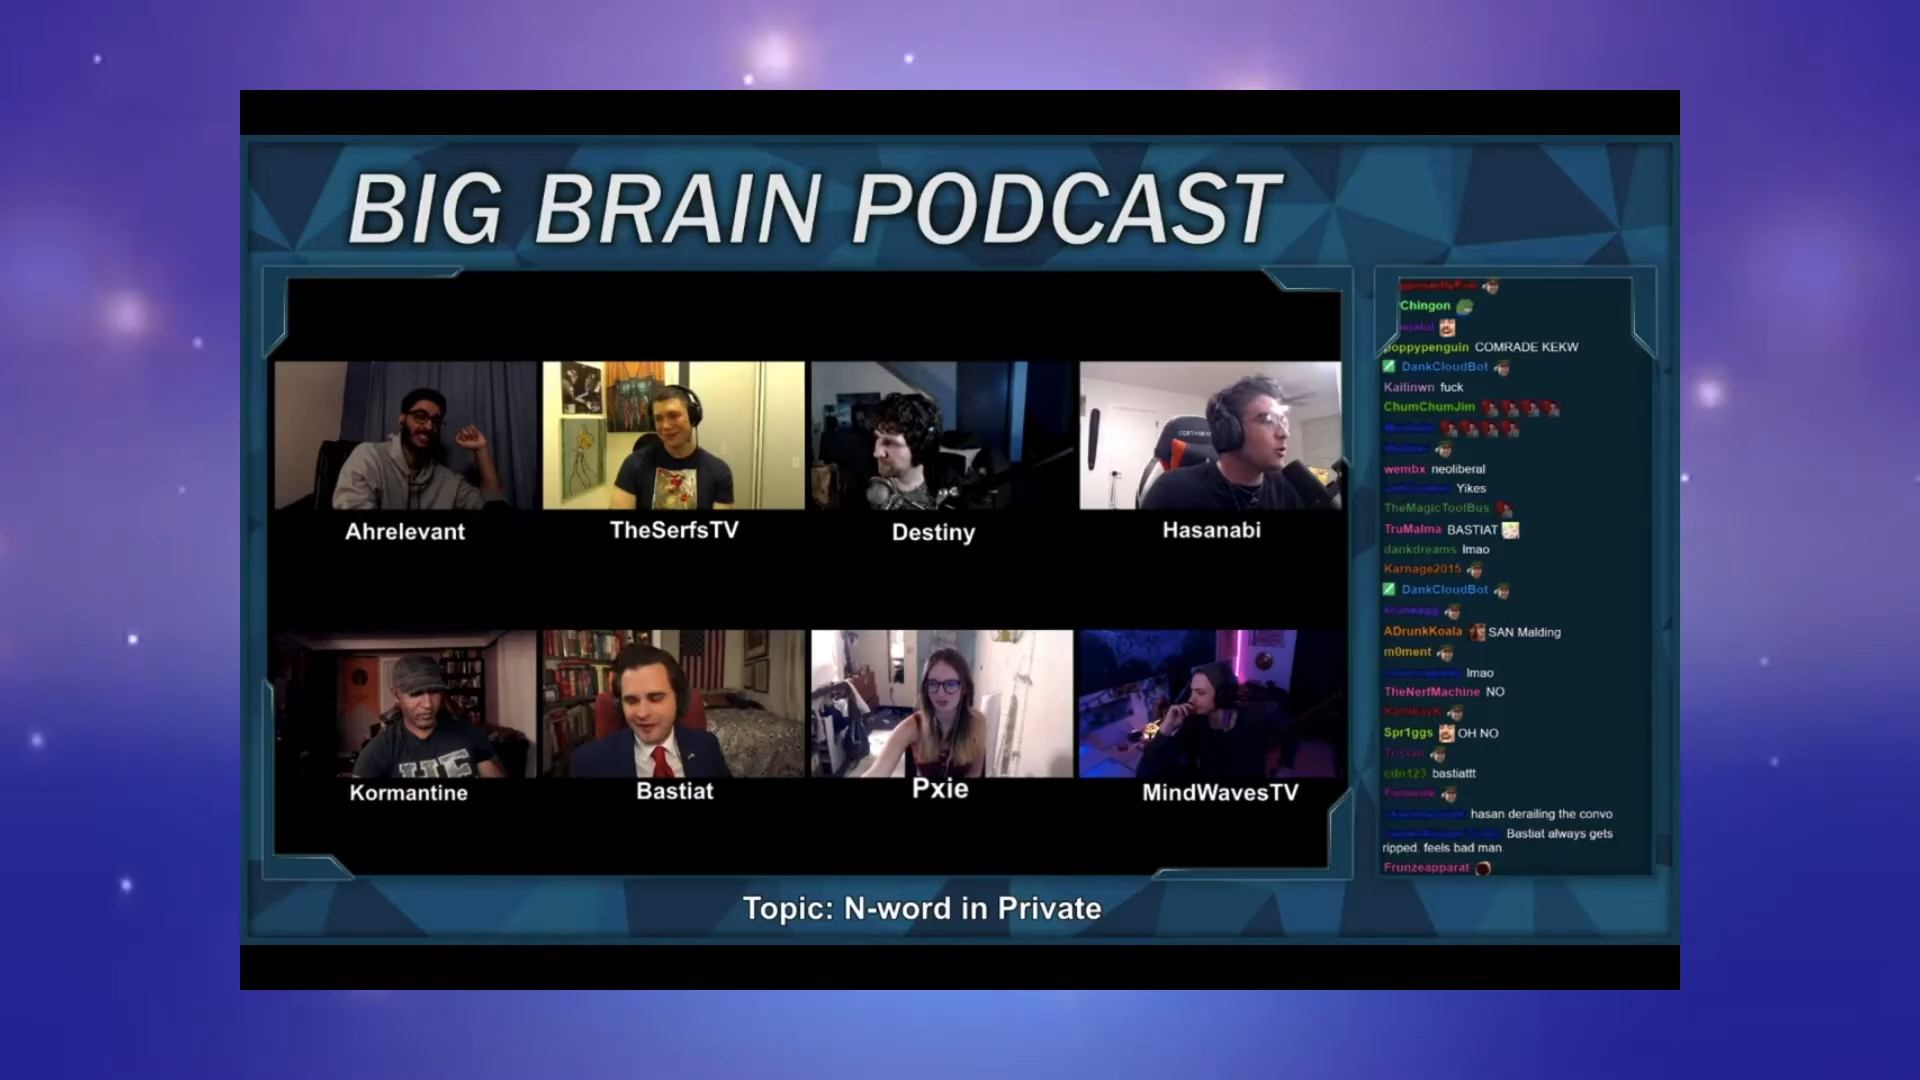 BIG BRAIN PODCAST
Ahrelevant
TheSerfsTV
Destiny
Hasanabi
Kormantine
Bastiat
Pxie
MindWavesTV
Topic: N-word in Private
Chingon
poppypenguin COMRADE KEKW
DankCloudBot
Kailinwn fuck
ChumChumJim
wembx neoliberal
Yikes
TheMagicToolBus
TruMalma BASTIAT
dankdreams lmao
Karnage2015
DankCloudBot
ADrunkKoala SAN Malding
m0ment
lmao
TheNerfMachine NO
KartikayK
Spr1ggs OH NO
Tristan
cdn123 bastiattt
hasan derailing the convo
Bastiat always gets
ripped. feels bad man.
Frunzeapparat